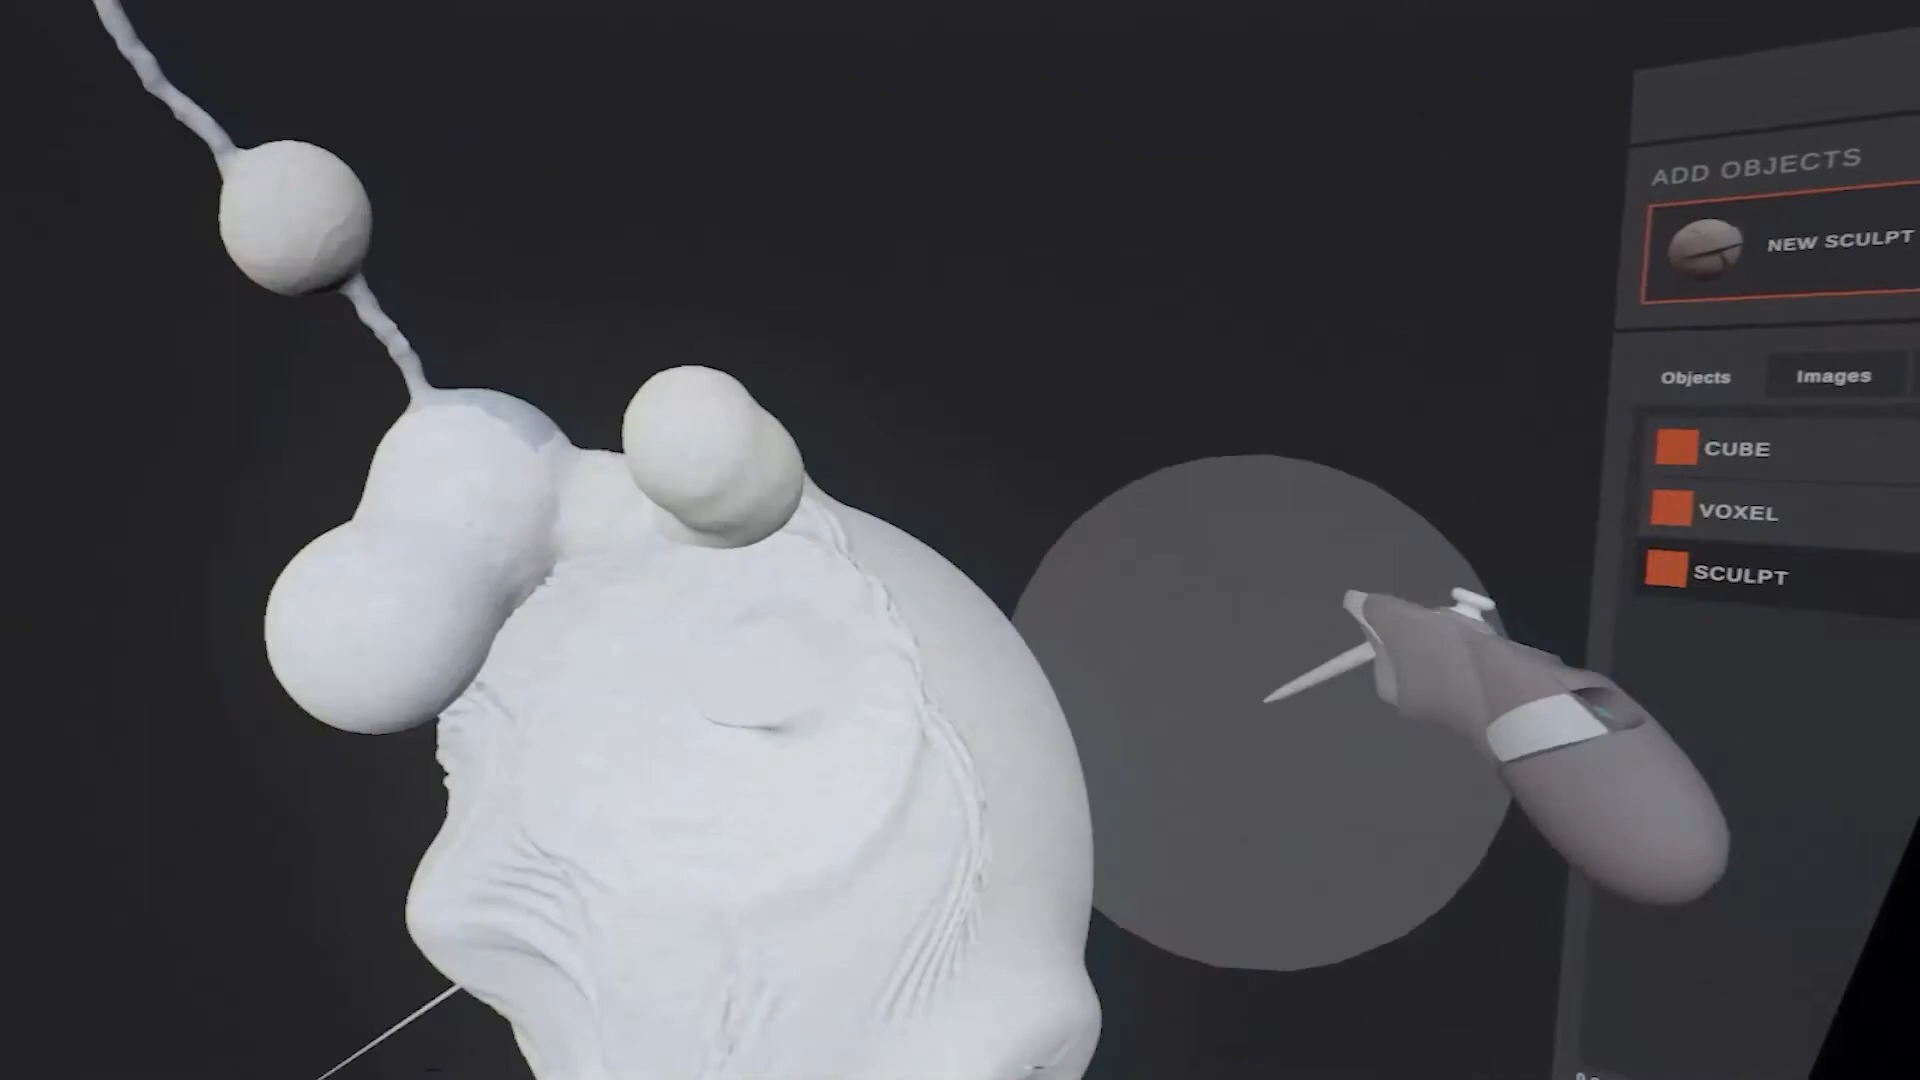 ADD OBJECTS
NEW SCULPT
Objects Images
CUBE
VOXEL
SCULPT